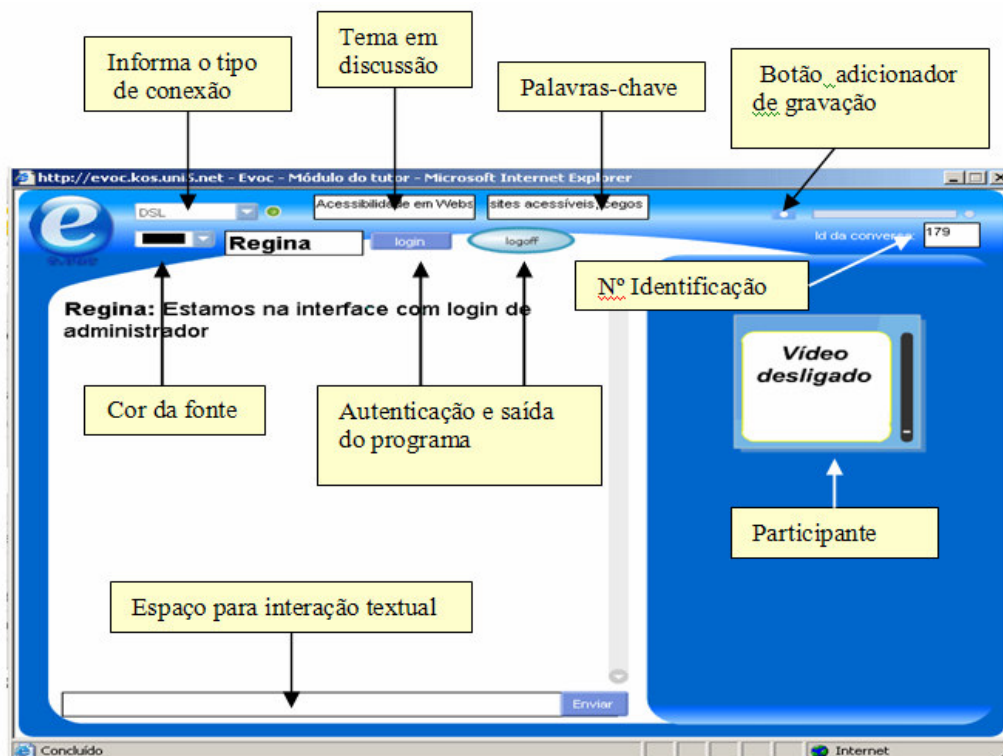 Informa o tipo
de conexão
Tema em
discussão
Palavras-chave
Botão adicionador
de gravação
http://evoc.kos.uni5.net - Evoc - Módulo do tutor - Microsoft Internet Explorer
DSL
Acessibilidade em Webs
sites acessíveis, cegos
Regina
login
logoff
Id da conversa:
179
Nº Identificação
Regina: Estamos na interface com login de
administrador
Vídeo
desligado
Cor da fonte
Autenticação e saída
do programa
Participante
Espaço para interação textual
Enviar
Concluído
Internet